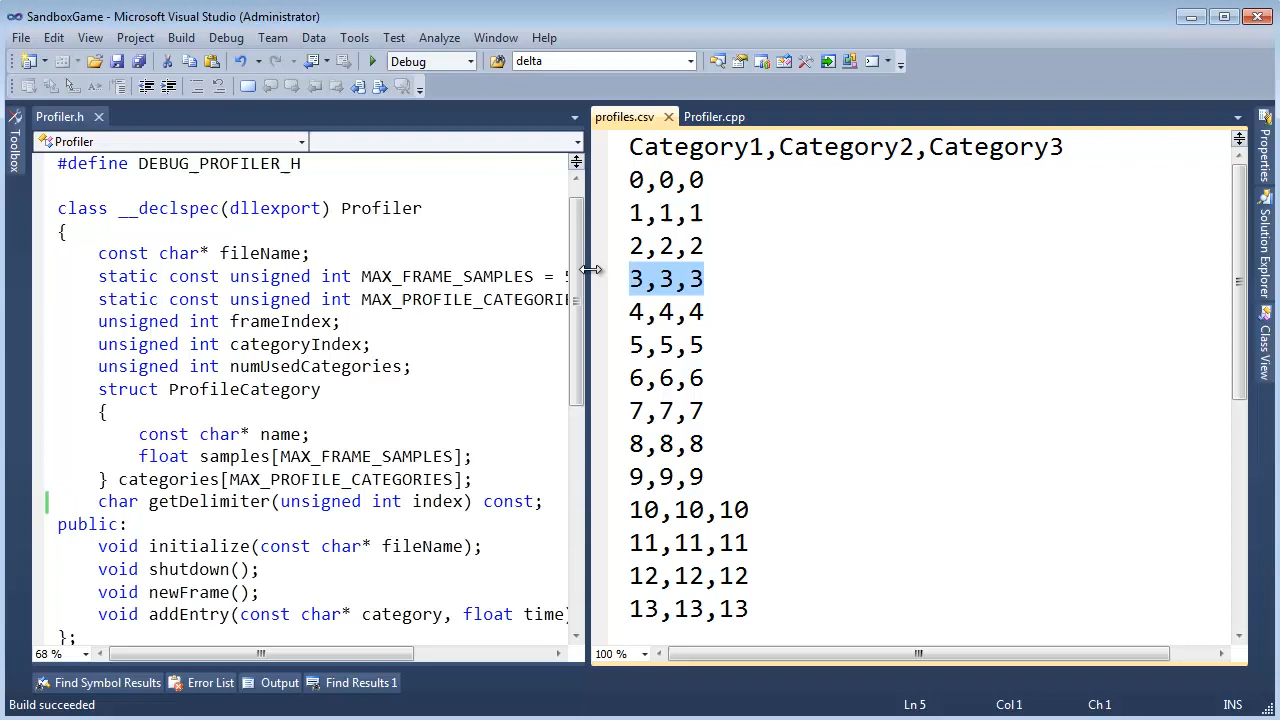 SandboxGame - Microsoft Visual Studio (Administrator)
File Edit View Project Build Debug Team Data Tools Test Analyze Window Help
Debug delta
Profiler.h
profiles.csv Profiler.cpp
Toolbox
Profiler
#define DEBUG_PROFILER_H
class __declspec(dllexport) Profiler
{
const char* fileName;
static const unsigned int MAX_FRAME_SAMPLES =
static const unsigned int MAX_PROFILE_CATEGORIE
unsigned int frameIndex;
unsigned int categoryIndex;
unsigned int numUsedCategories;
struct ProfileCategory
{
const char* name;
float samples[MAX_FRAME_SAMPLES];
} categories[MAX_PROFILE_CATEGORIES];
char getDelimiter(unsigned int index) const;
public:
void initialize(const char* fileName);
void shutdown();
void newFrame();
void addEntry(const char* category, float time)
};
68 %
Category1,Category2,Category3
0,0,0
1,1,1
2,2,2
3,3,3
4,4,4
5,5,5
6,6,6
7,7,7
8,8,8
9,9,9
10,10,10
11,11,11
12,12,12
13,13,13
100 %
Properties
Solution Explorer
Class View
Find Symbol Results Error List Output Find Results 1
Build succeeded Ln 5 Col 1 Ch 1 INS